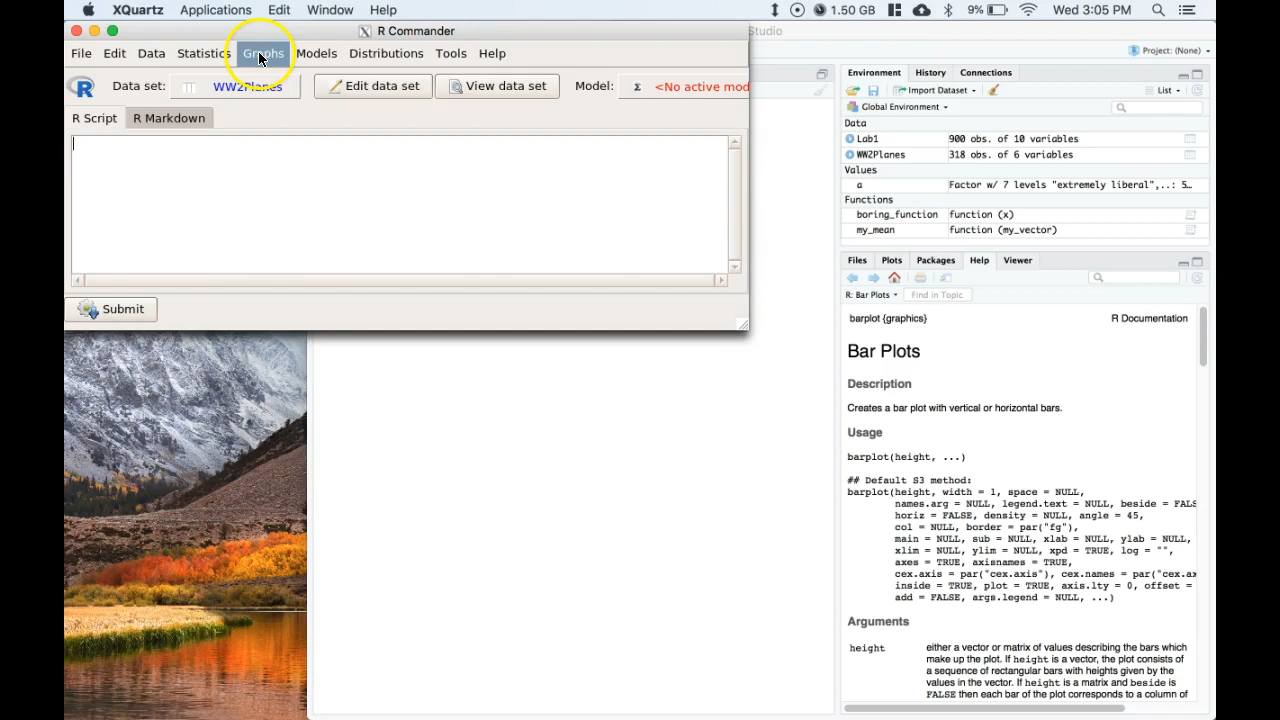 XQuartz Applications Edit Window Help 1.50 GB 9% Wed 3:05 PM
R Commander
Studio
File Edit Data Statistics Graphs Models Distributions Tools Help
Project: (None)
Data set: WW2Planes Edit data set View data set Model: Σ <No active mod
R Script R Markdown
Submit
Environment History Connections
Import Dataset List
Global Environment
Data
Lab1 900 obs. of 10 variables
WW2Planes 318 obs. of 6 variables
Values
a Factor w/ 7 levels "extremely liberal",..: 5…
Functions
boring_function function (x)
my_mean function (my_vector)
Files Plots Packages Help Viewer
R: Bar Plots Find in Topic
barplot {graphics} R Documentation
Bar Plots
Description
Creates a bar plot with vertical or horizontal bars.
Usage
barplot(height, ...)
## Default S3 method:
barplot(height, width = 1, space = NULL,
names.arg = NULL, legend.text = NULL, beside = FALS
horiz = FALSE, density = NULL, angle = 45,
col = NULL, border = par("fg"),
main = NULL, sub = NULL, xlab = NULL, ylab = NULL,
xlim = NULL, ylim = NULL, xpd = TRUE, log = "",
axes = TRUE, axisnames = TRUE,
cex.axis = par("cex.axis"), cex.names = par("cex.ax
inside = TRUE, plot = TRUE, axis.lty = 0, offset =
add = FALSE, args.legend = NULL, ...)
Arguments
height either a vector or matrix of values describing the bars which
make up the plot. If height is a vector, the plot consists of
a sequence of rectangular bars with heights given by the
values in the vector. If height is a matrix and beside is
FALSE then each bar of the plot corresponds to a column of